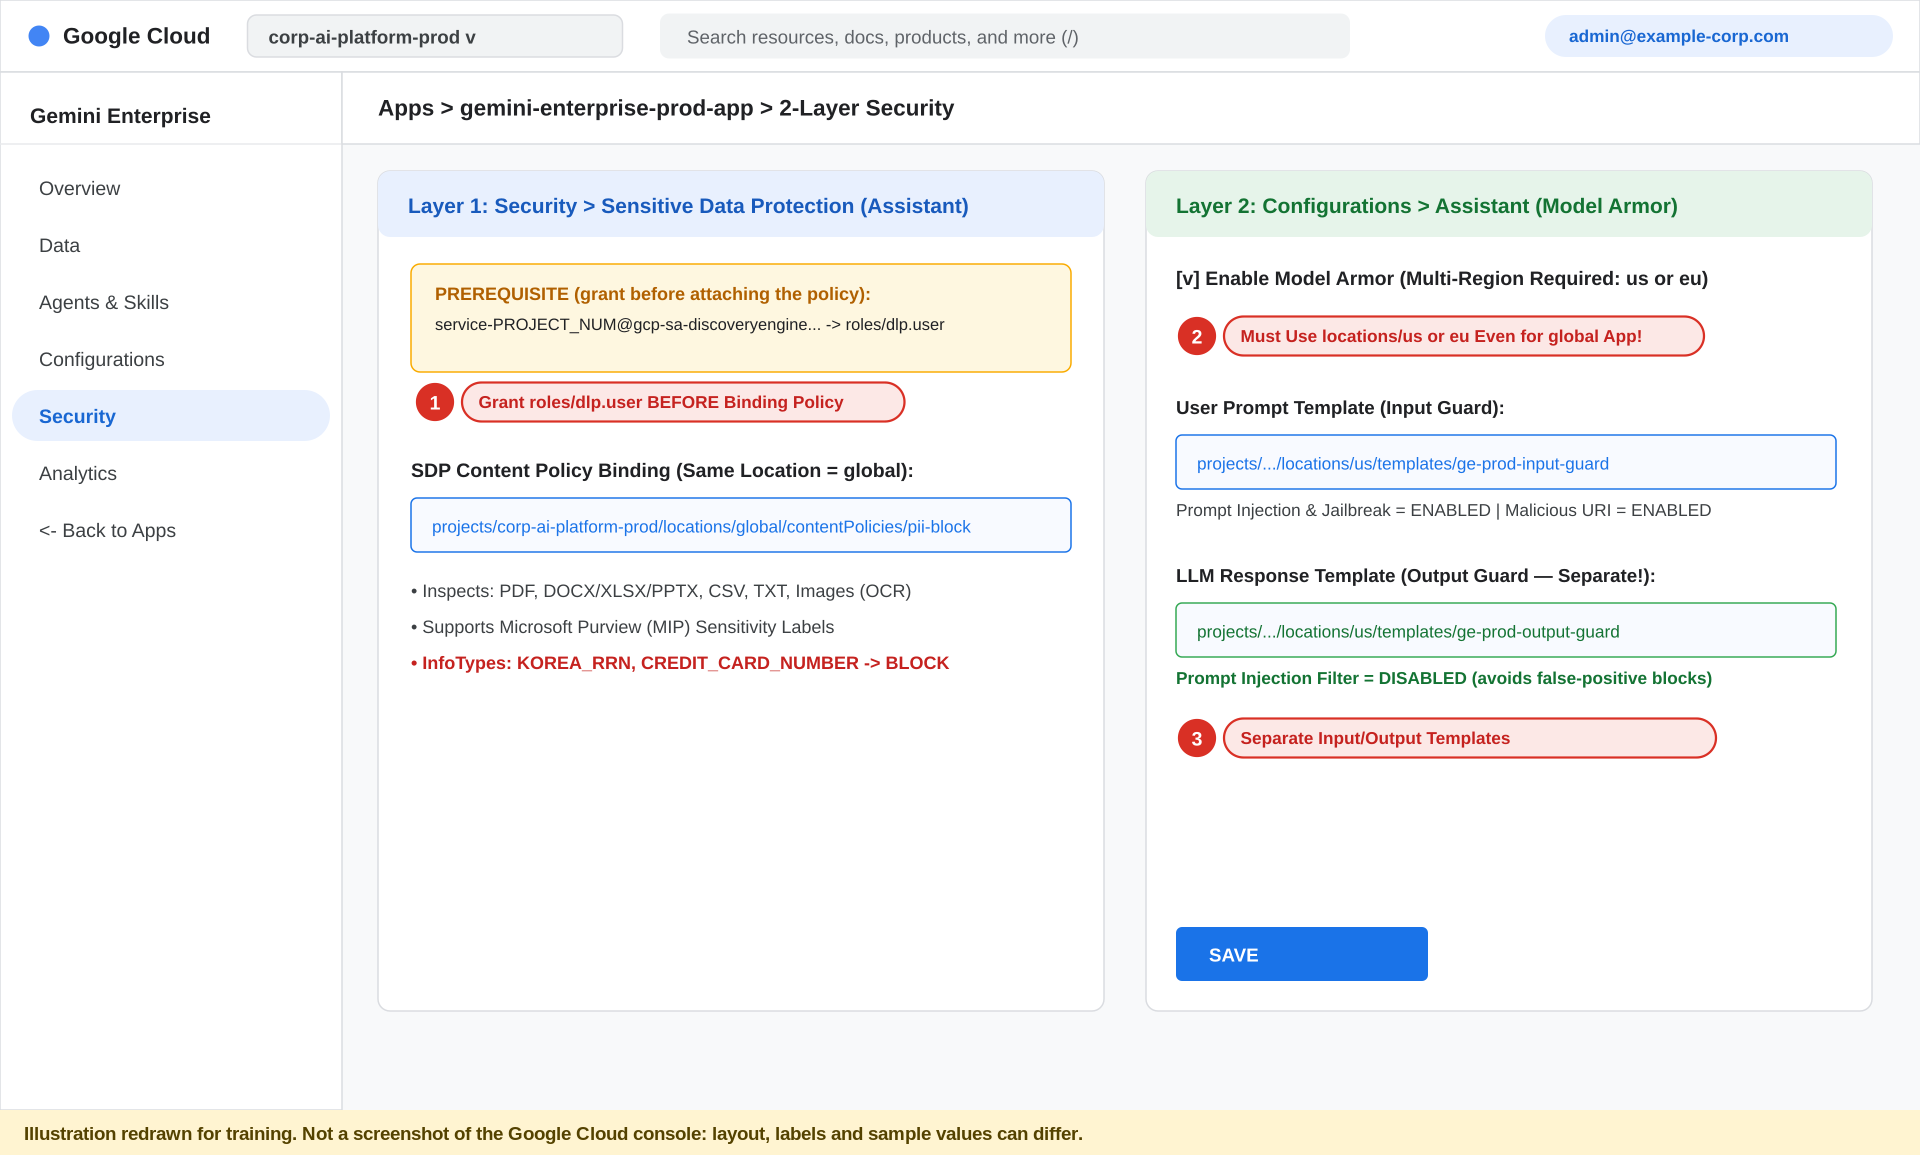 Google Cloud
corp-ai-platform-prod v
Search resources, docs, products, and more (/)
admin@example-corp.com
Gemini Enterprise
Overview
Data
Agents & Skills
Configurations
Security
Analytics
<- Back to Apps
Apps > gemini-enterprise-prod-app > 2-Layer Security
Layer 1: Security > Sensitive Data Protection (Assistant)
PREREQUISITE (grant before attaching the policy):
service-PROJECT_NUM@gcp-sa-discoveryengine... -> roles/dlp.user
1
Grant roles/dlp.user BEFORE Binding Policy
SDP Content Policy Binding (Same Location = global):
projects/corp-ai-platform-prod/locations/global/contentPolicies/pii-block
• Inspects: PDF, DOCX/XLSX/PPTX, CSV, TXT, Images (OCR)
• Supports Microsoft Purview (MIP) Sensitivity Labels
• InfoTypes: KOREA_RRN, CREDIT_CARD_NUMBER -> BLOCK
Layer 2: Configurations > Assistant (Model Armor)
[v] Enable Model Armor (Multi-Region Required: us or eu)
2
Must Use locations/us or eu Even for global App!
User Prompt Template (Input Guard):
projects/.../locations/us/templates/ge-prod-input-guard
Prompt Injection & Jailbreak = ENABLED | Malicious URI = ENABLED
LLM Response Template (Output Guard — Separate!):
projects/.../locations/us/templates/ge-prod-output-guard
Prompt Injection Filter = DISABLED (avoids false-positive blocks)
3
Separate Input/Output Templates
SAVE
Illustration redrawn for training. Not a screenshot of the Google Cloud console: layout, labels and sample values can differ.